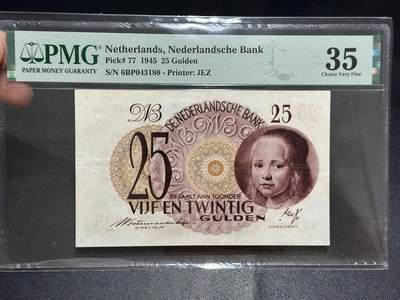 PMG
PAPER MONEY GUARANTY
Netherlands, Nederlandsche Bank
Pick# 77 1945 25 Gulden
S/N 6BP043180 - Printer: JEZ
35
Choice Very Fine
DE NEDERLANDSCHE BANK
25
25
BETAALT AAN TOONDER
VIJF EN TWINTIG
GULDEN
DIRECTEUR
PRESIDENT